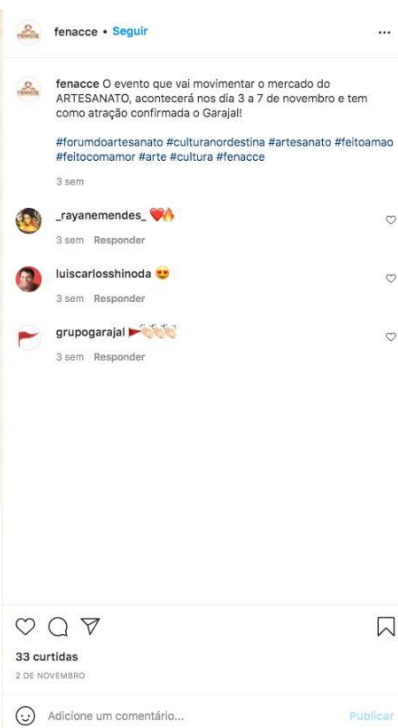 fenacce • Seguir
fenacce O evento que vai movimentar o mercado do
ARTESANATO, acontecerá nos dia 3 a 7 de novembro e tem
como atração confirmada o Garajal!
#forumdoartesanato #culturanordestina #artesanato #feitoamao
#feitocomamor #arte #cultura #fenacce
3 sem
_rayanemendes_ ❤️🔥
3 sem Responder
luiscarlosshinoda 😍
3 sem Responder
grupogarajal 🚩👏🏻👏🏻👏🏻
3 sem Responder
33 curtidas
2 DE NOVEMBRO
Adicione um comentário... Publicar